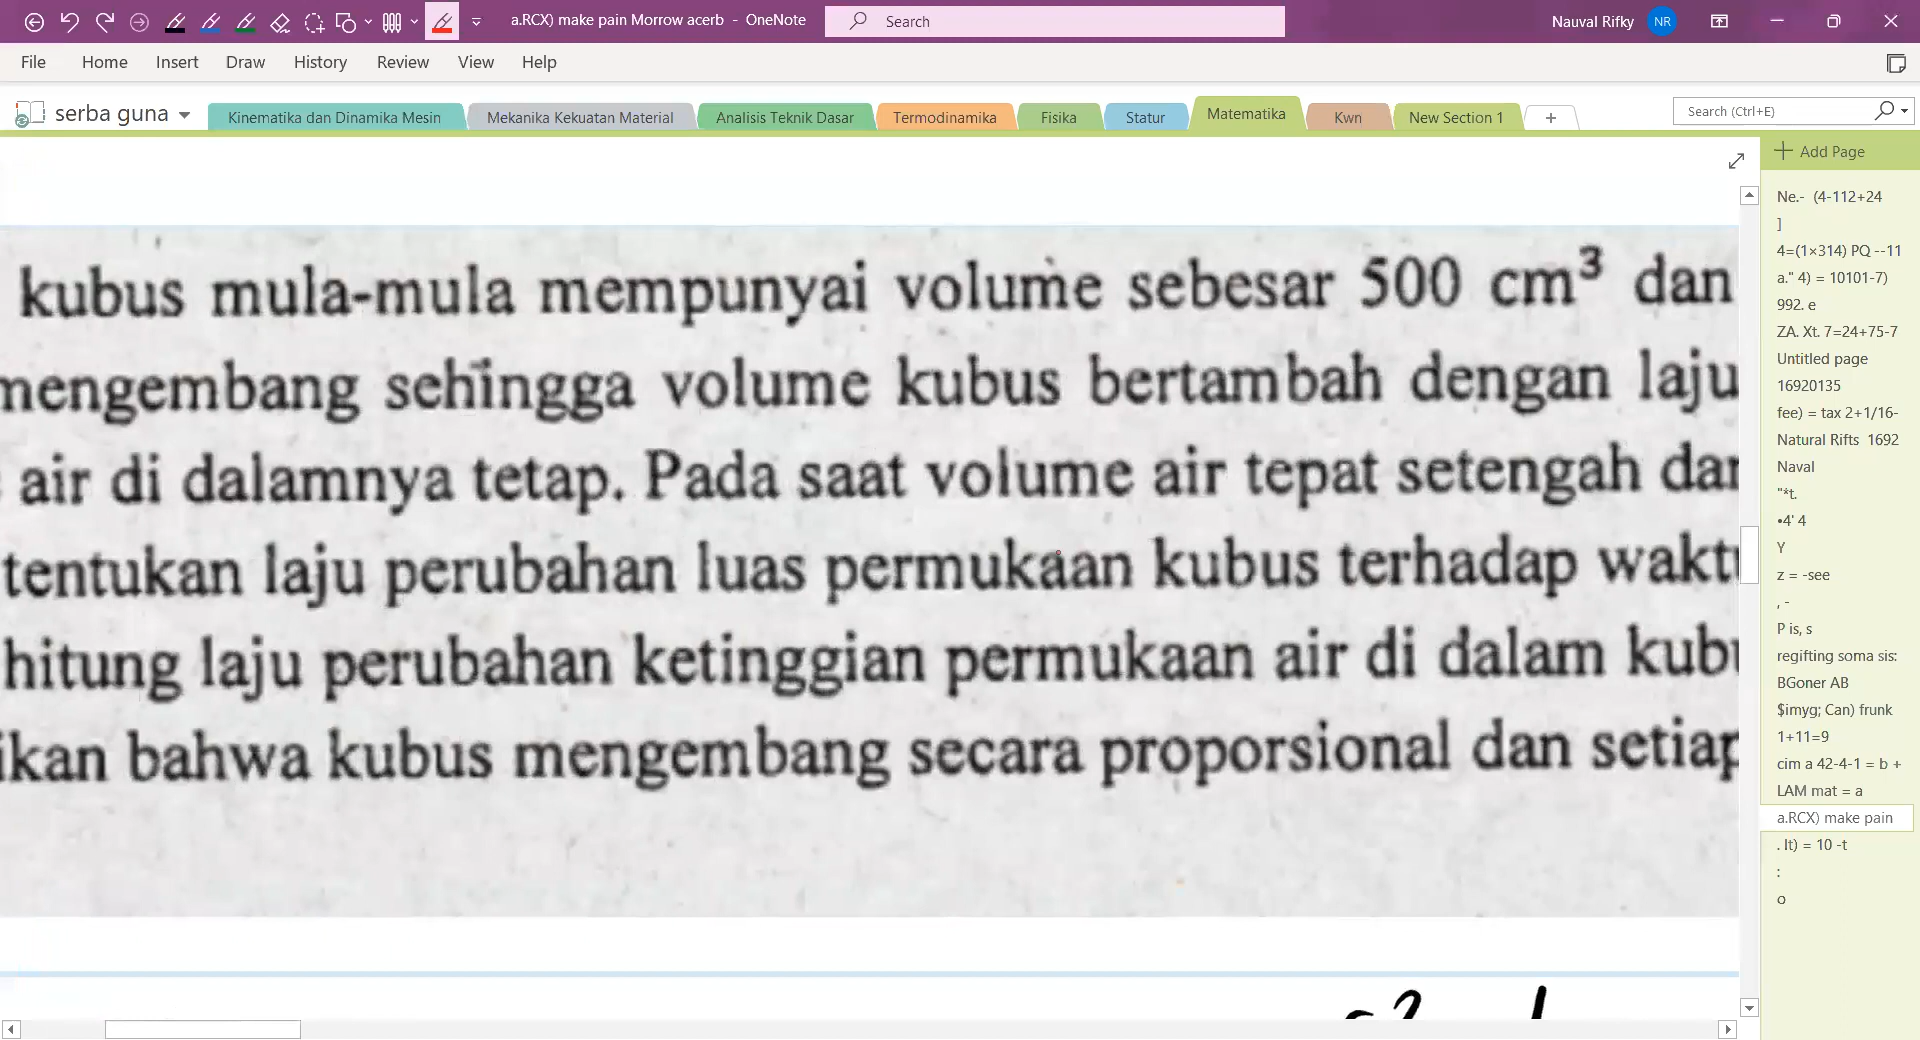 a.RCX) make pain Morrow acerb - OneNote
Search
Nauval Rifky
NR
File Home Insert Draw History Review View Help
serba guna
Kinematika dan Dinamika Mesin
Mekanika Kekuatan Material
Analisis Teknik Dasar
Termodinamika
Fisika
Statur
Matematika
Kwn
New Section 1
+
Search (Ctrl+E)
kubus mula-mula mempunyai volume sebesar 500 cm³ dan
mengembang sehingga volume kubus bertambah dengan laju
air di dalamnya tetap. Pada saat volume air tepat setengah dar
tentukan laju perubahan luas permukaan kubus terhadap waktu
hitung laju perubahan ketinggian permukaan air di dalam kubu
ikan bahwa kubus mengembang secara proporsional dan setiap
Add Page
Ne.- (4-112+24
]
4=(1×314) PQ --11
a." 4) = 10101-7)
992. e
ZA. Xt. 7=24+75-7
Untitled page
16920135
fee) = tax 2+1/16-
Natural Rifts 1692
Naval
"*t.
•4' 4
Y
z = -see
, -
P is, s
regifting soma sis:
BGoner AB
$imyg; Can) frunk
1+11=9
cim a 42-4-1 = b +
LAM mat = a
a.RCX) make pain
. It) = 10 -t
:
o